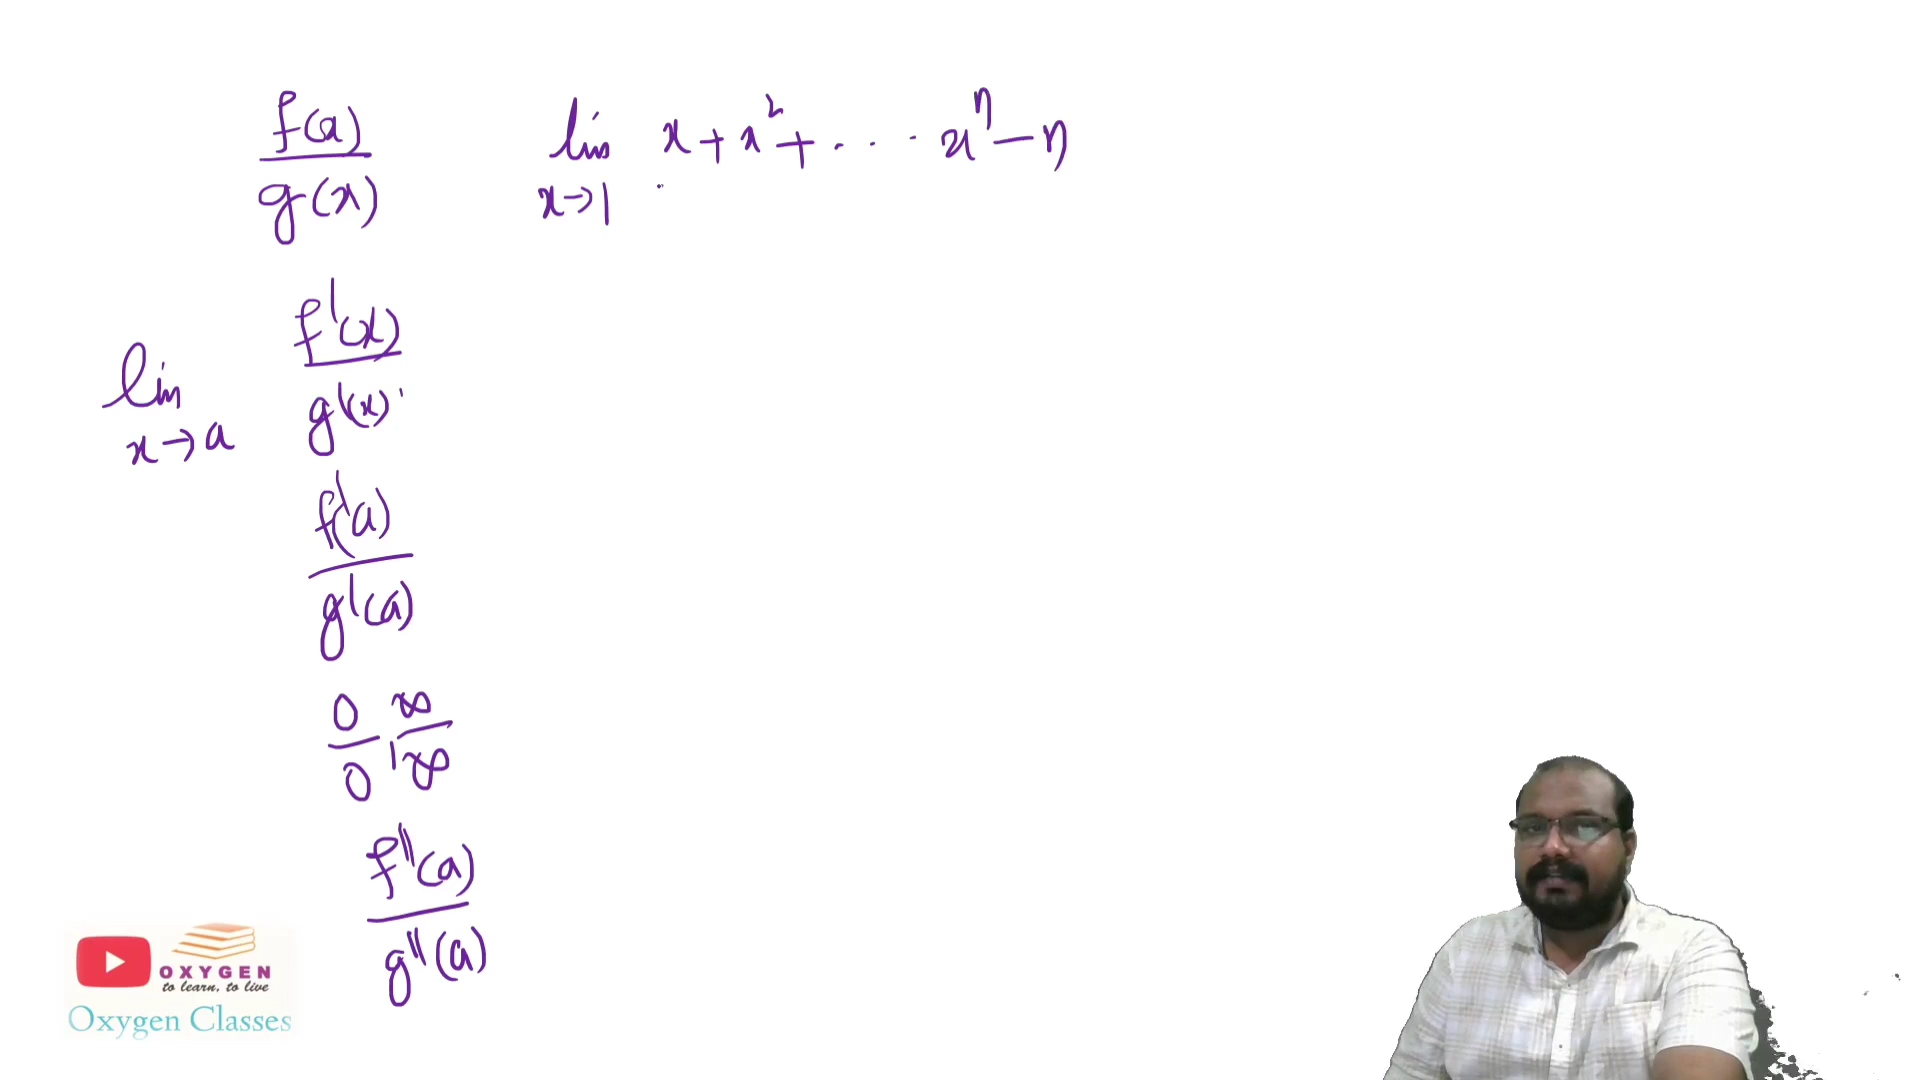 f(a)
g(x)
lim x + x² + . . . . xⁿ − n
x→1
lim
x→a
f'(x)
g'(x)
f'(a)
g'(a)
0/0, ∞/∞
f''(a)
g''(a)
OXYGEN
to learn, to live
Oxygen Classes